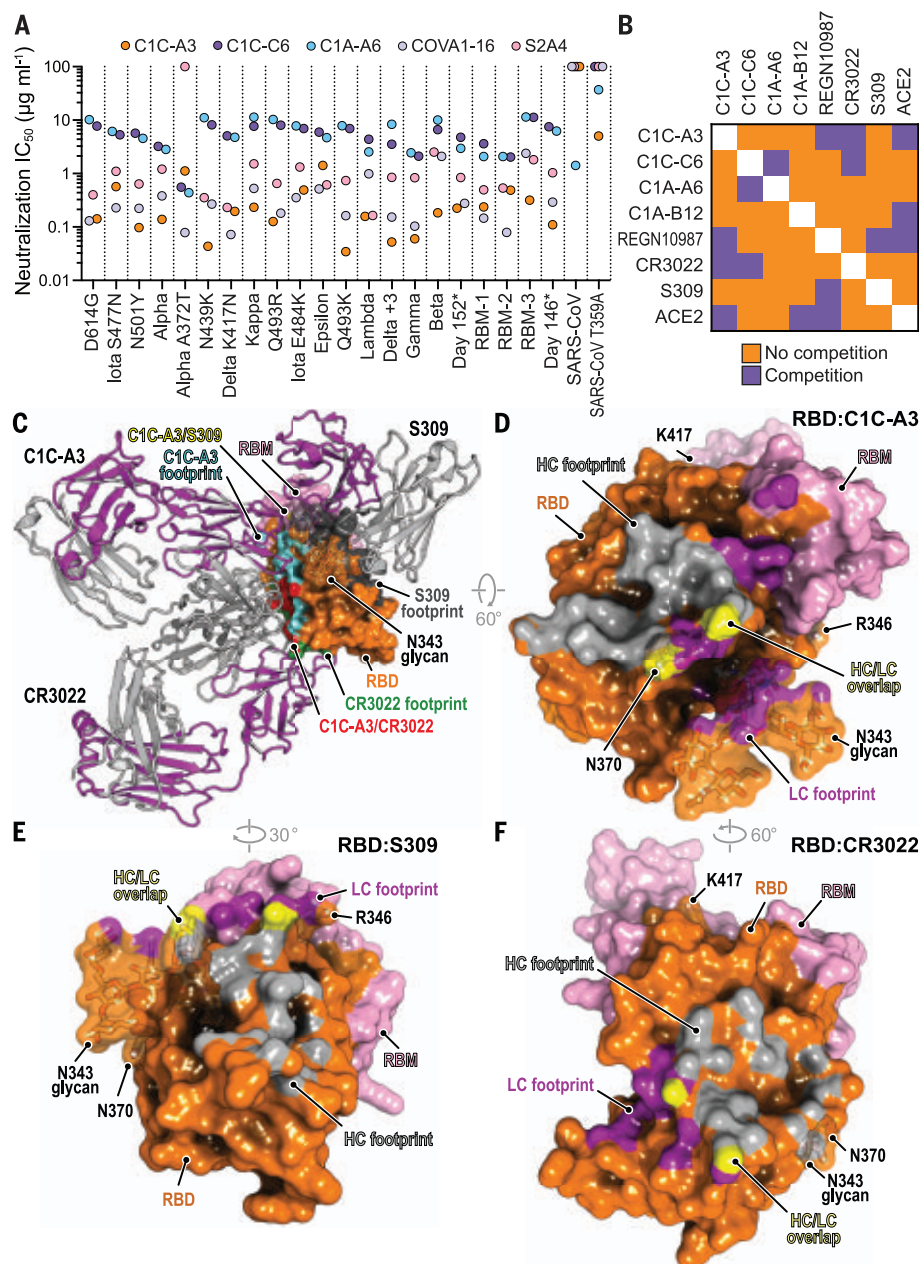 A
C1C-A3 C1C-C6 C1A-A6 COVA1-16 S2A4
Neutralization IC50 (µg ml-1)
100
10
1
0.1
0.01
D614G
Iota S477N
N501Y
Alpha
Alpha A372T
N439K
Delta K417N
Kappa
Q493R
Iota E484K
Epsilon
Q493K
Lambda
Delta +3
Gamma
Beta
Day 152*
RBM-1
RBM-2
RBM-3
Day 146*
SARS-CoV
SARS-CoV T359A
B
C1C-A3
C1C-C6
C1A-A6
C1A-B12
REGN10987
CR3022
S309
ACE2
C1C-A3
C1C-C6
C1A-A6
C1A-B12
REGN10987
CR3022
S309
ACE2
No competition
Competition
C
C1C-A3/S309
C1C-A3
footprint
RBM
S309
C1C-A3
S309
footprint
N343
glycan
RBD
CR3022
CR3022 footprint
C1C-A3/CR3022
60°
D
RBD:C1C-A3
K417
HC footprint
RBM
RBD
R346
HC/LC
overlap
N370
N343
glycan
LC footprint
E
30°
RBD:S309
HC/LC
overlap
LC footprint
R346
RBM
N343
glycan
N370
HC footprint
RBD
F
60°
RBD:CR3022
K417
RBD
RBM
HC footprint
LC footprint
N370
N343
glycan
HC/LC
overlap